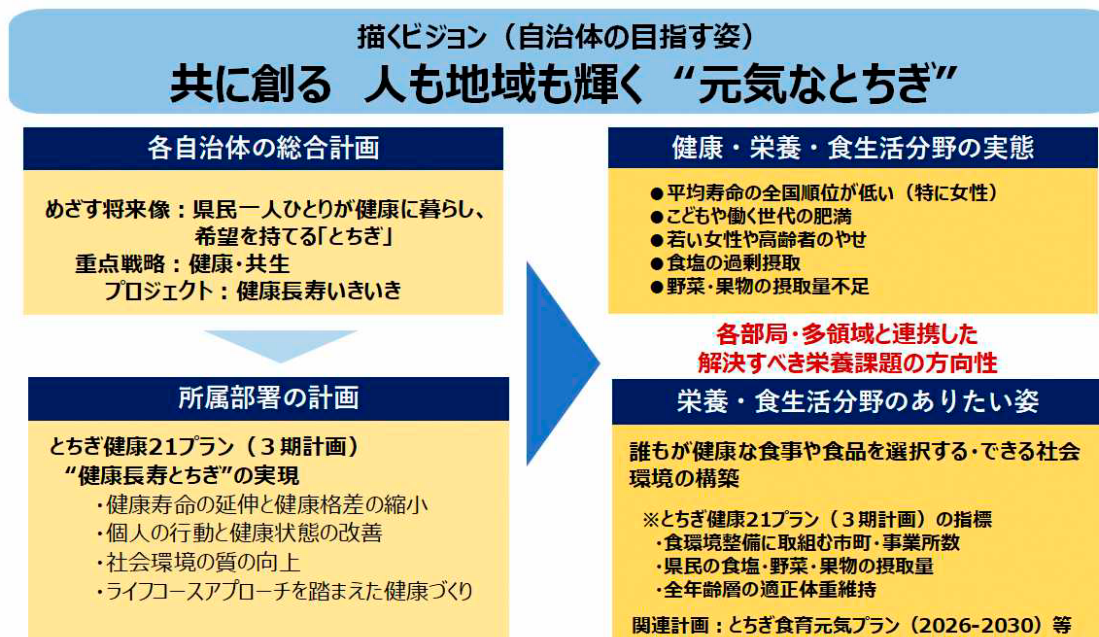 描くビジョン（自治体の目指す姿）
共に創る 人も地域も輝く “元気なとちぎ”
各自治体の総合計画
めざす将来像：県民一人ひとりが健康に暮らし、
希望を持てる「とちぎ」
重点戦略：健康･共生
プロジェクト：健康長寿いきいき
所属部署の計画
とちぎ健康21プラン（３期計画）
“健康長寿とちぎ”の実現
・健康寿命の延伸と健康格差の縮小
・個人の行動と健康状態の改善
・社会環境の質の向上
・ライフコースアプローチを踏まえた健康づくり
健康・栄養・食生活分野の実態
●平均寿命の全国順位が低い（特に女性）
●こどもや働く世代の肥満
●若い女性や高齢者のやせ
●食塩の過剰摂取
●野菜･果物の摂取量不足
各部局･多領域と連携した
解決すべき栄養課題の方向性
栄養・食生活分野のありたい姿
誰もが健康な食事や食品を選択する･できる社会
環境の構築
※とちぎ健康21プラン（３期計画）の指標
・食環境整備に取組む市町･事業所数
・県民の食塩･野菜･果物の摂取量
・全年齢層の適正体重維持
関連計画：とちぎ食育元気プラン（2026-2030）等